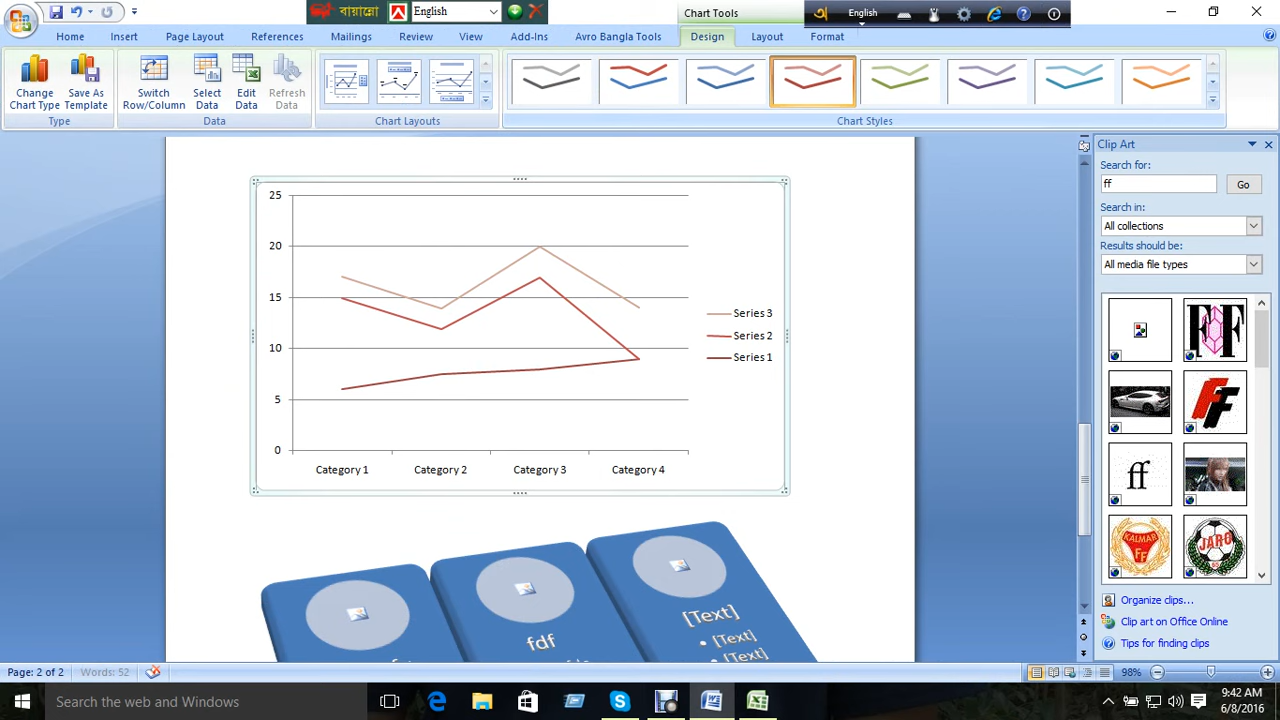 বায়ান্নো
English
Chart Tools
English
Home
Insert
Page Layout
References
Mailings
Review
View
Add-Ins
Avro Bangla Tools
Design
Layout
Format
Change Chart Type
Save As Template
Switch Row/Column
Select Data
Edit Data
Refresh Data
Type
Data
Chart Layouts
Chart Styles
Clip Art
Search for:
ff
Go
Search in:
All collections
Results should be:
All media file types
25
20
15
10
5
0
Category 1
Category 2
Category 3
Category 4
Series 3
Series 2
Series 1
FF
FF
ff
KALMAR
FF
JARO
fdf
[Text]
[Text]
[Text]
Organize clips...
Clip art on Office Online
Tips for finding clips
Page: 2 of 2
Words: 52
98%
Search the web and Windows
9:42 AM
6/8/2016